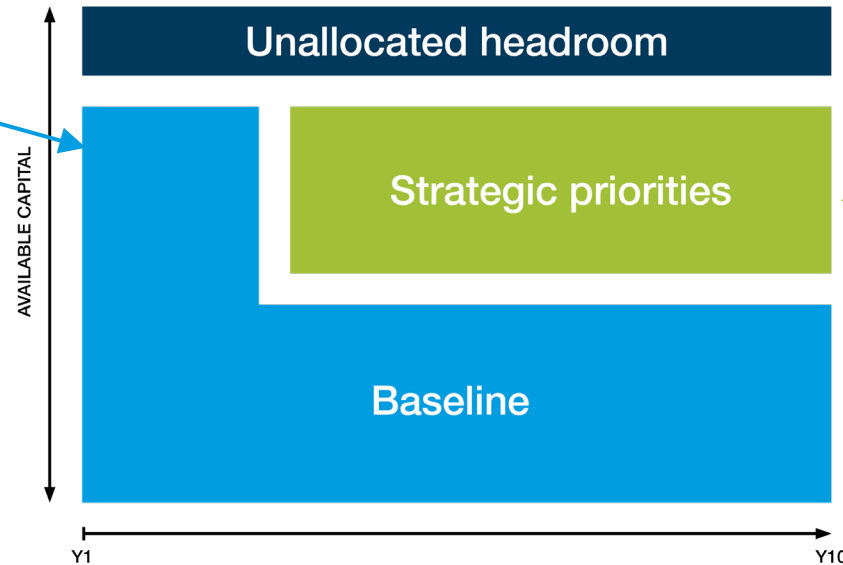 Unallocated headroom
Strategic priorities
AVAILABLE CAPITAL
Baseline
Y1
Y10